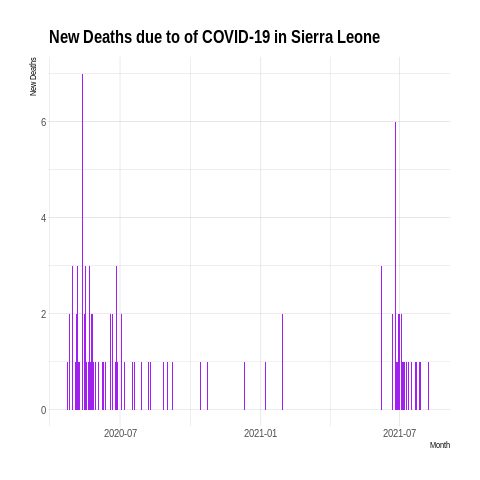 New Deaths due to of COVID-19 in Sierra Leone
New Deaths
6
4
2
0
2020-07 2021-01 2021-07
Month